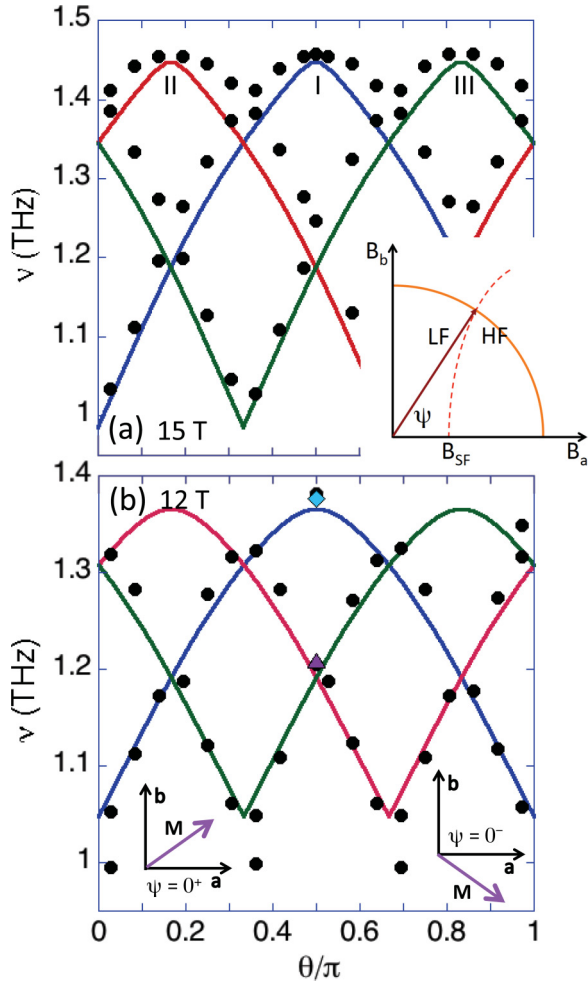 1.5
1.4
1.3
1.2
1.1
1
ν (THz)
II
I
III
(a) 15 T
B_b
LF
HF
ψ
B_SF
B_a
1.4
1.3
1.2
1.1
1
ν (THz)
(b) 12 T
b
M
ψ = 0⁺
a
b
ψ = 0⁻
a
M
0
0.2
0.4
0.6
0.8
1
θ/π